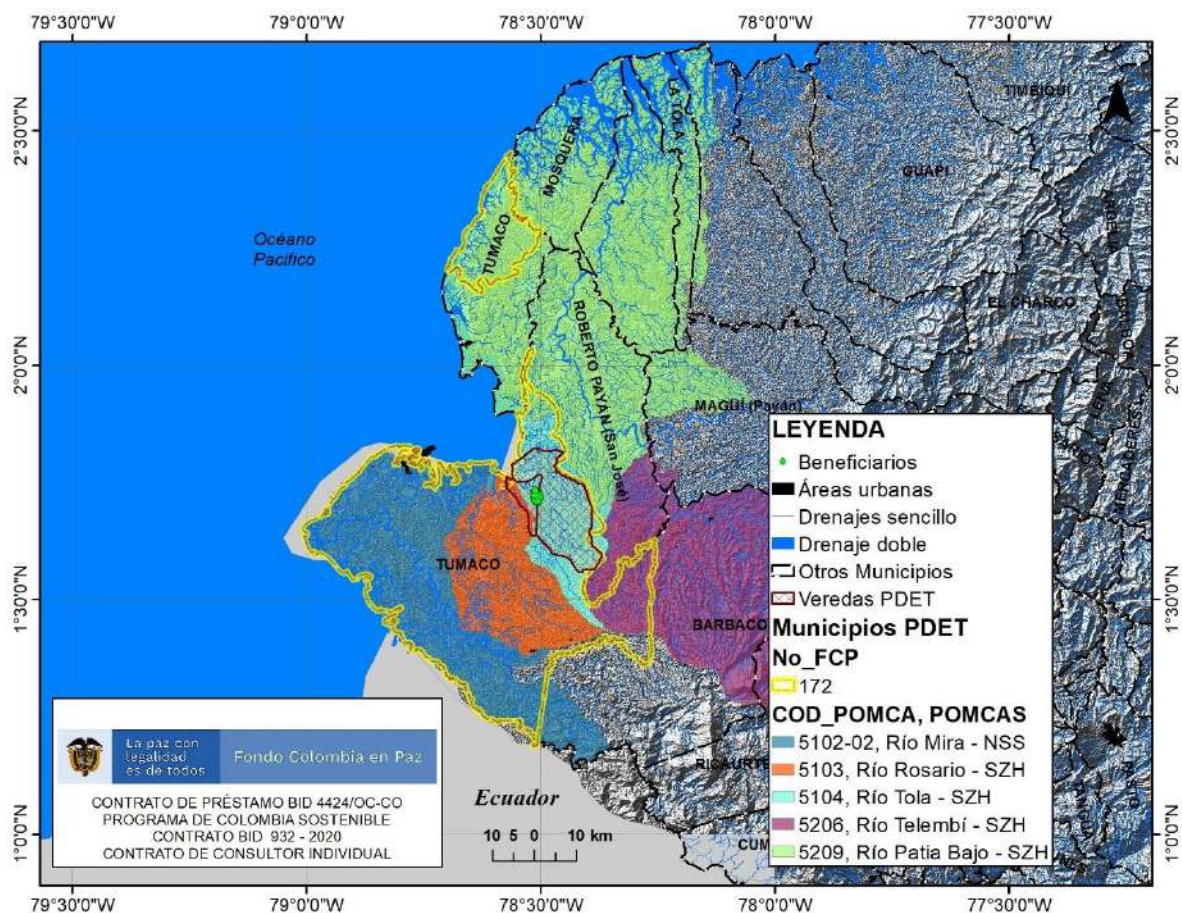 79°30'0"W 79°0'0"W 78°30'0"W 78°0'0"W 77°30'0"W
2°30'0"N
2°0'0"N
1°30'0"N
1°0'0"N
TIMBIQUI
LA TOLA
MOSQUERA
GUAPI
Océano
Pacifico
TUMACO
EL CHARCO
ROBERTO PAYAN (San José)
MAGUI (Payan)
TUMACO
BARBACO
RICAURTE
CUM
Ecuador
10 5 0 10 km
LEYENDA
Beneficiarios
Áreas urbanas
Drenajes sencillo
Drenaje doble
Otros Municipios
Veredas PDET
Municipios PDET
No_FCP
172
COD_POMCA, POMCAS
5102-02, Río Mira - NSS
5103, Río Rosario - SZH
5104, Río Tola - SZH
5206, Río Telembí - SZH
5209, Río Patia Bajo - SZH
La paz con
legalidad
es de todos
Fondo Colombia en Paz
CONTRATO DE PRÉSTAMO BID 4424/OC-CO
PROGRAMA DE COLOMBIA SOSTENIBLE
CONTRATO BID 932 - 2020
CONTRATO DE CONSULTOR INDIVIDUAL
2°30'0"N
2°0'0"N
1°30'0"N
1°0'0"N
79°30'0"W 79°0'0"W 78°30'0"W 78°0'0"W 77°30'0"W